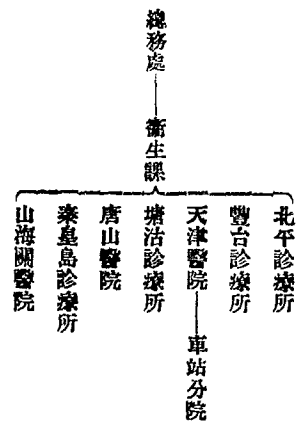 總務處——衛生課
北平診療所
豐台診療所
天津醫院——車站分院
塘沽診療所
唐山醫院
秦皇島診療所
山海關醫院